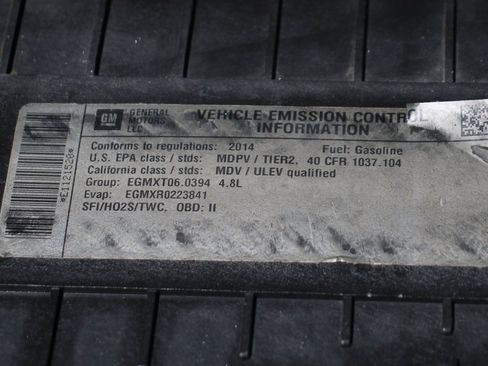 GM
GENERAL
MOTORS
LLC
VEHICLE EMISSION CONTROL
INFORMATION
Conforms to regulations: 2014 Fuel: Gasoline
U.S. EPA class / stds: MDPV / TIER2, 40 CFR 1037.104
California class / stds: MDV / ULEV qualified
Group: EGMXT06.0394 4.8L
Evap: EGMXR0223841
SFI/HO2S/TWC, OBD: II
*E1121528*